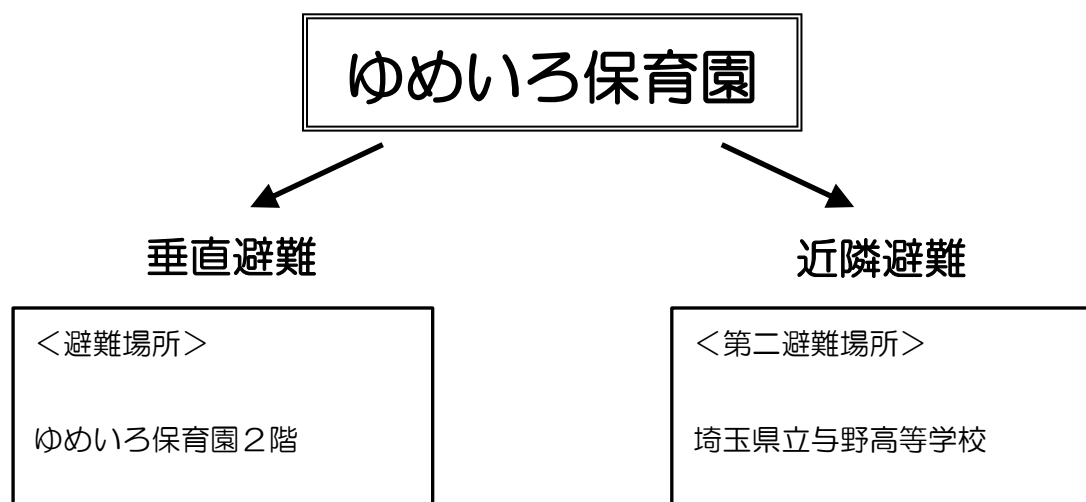 ゆめいろ保育園
垂直避難
近隣避難
＜避難場所＞
ゆめいろ保育園２階
＜第二避難場所＞
埼玉県立与野高等学校